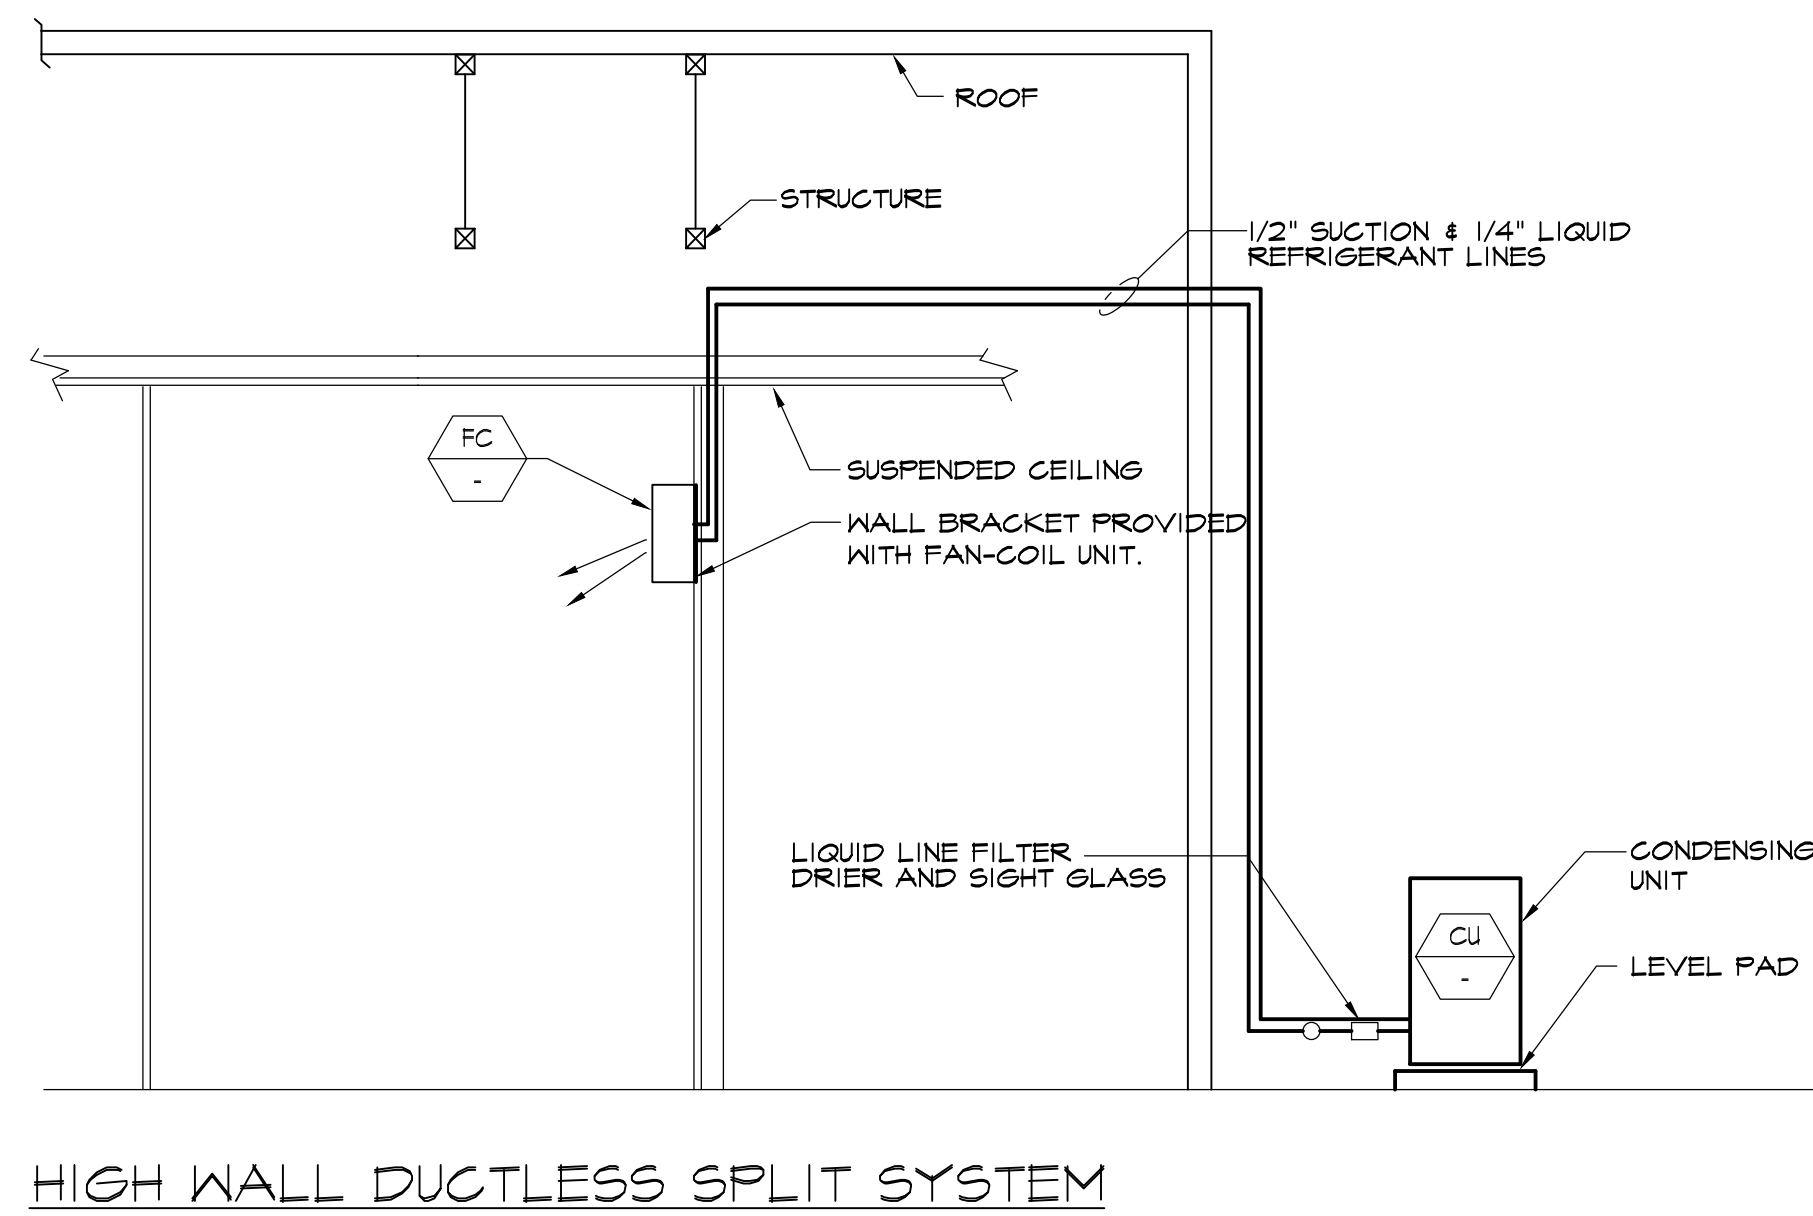 ROOF
STRUCTURE
1/2" SUCTION & 1/4" LIQUID
REFRIGERANT LINES
FC
-
SUSPENDED CEILING
WALL BRACKET PROVIDED
WITH FAN-COIL UNIT.
LIQUID LINE FILTER
DRIER AND SIGHT GLASS
CONDENSING
UNIT
CU
-
LEVEL PAD
HIGH WALL DUCTLESS SPLIT SYSTEM